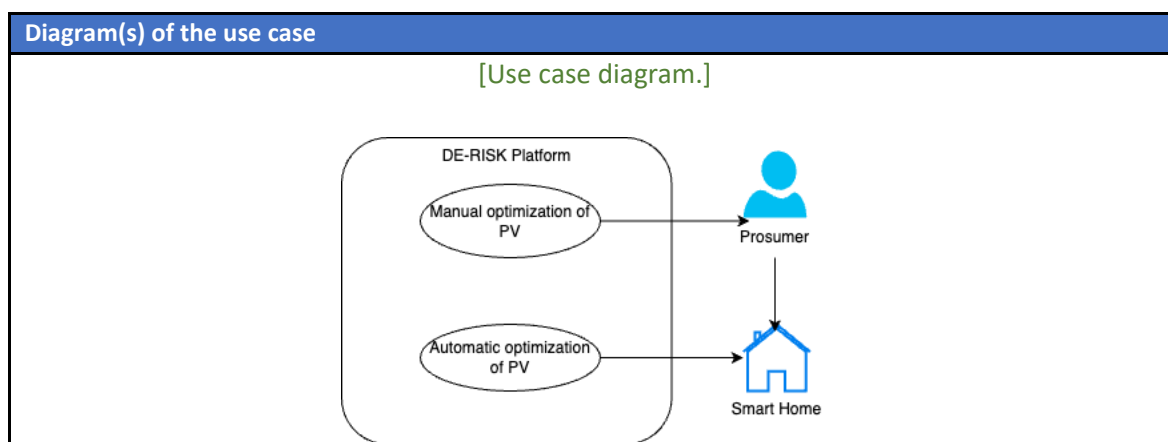 Diagram(s) of the use case
[Use case diagram.]
DE-RISK Platform
Manual optimization of
PV
Prosumer
Automatic optimization
of PV
Smart Home